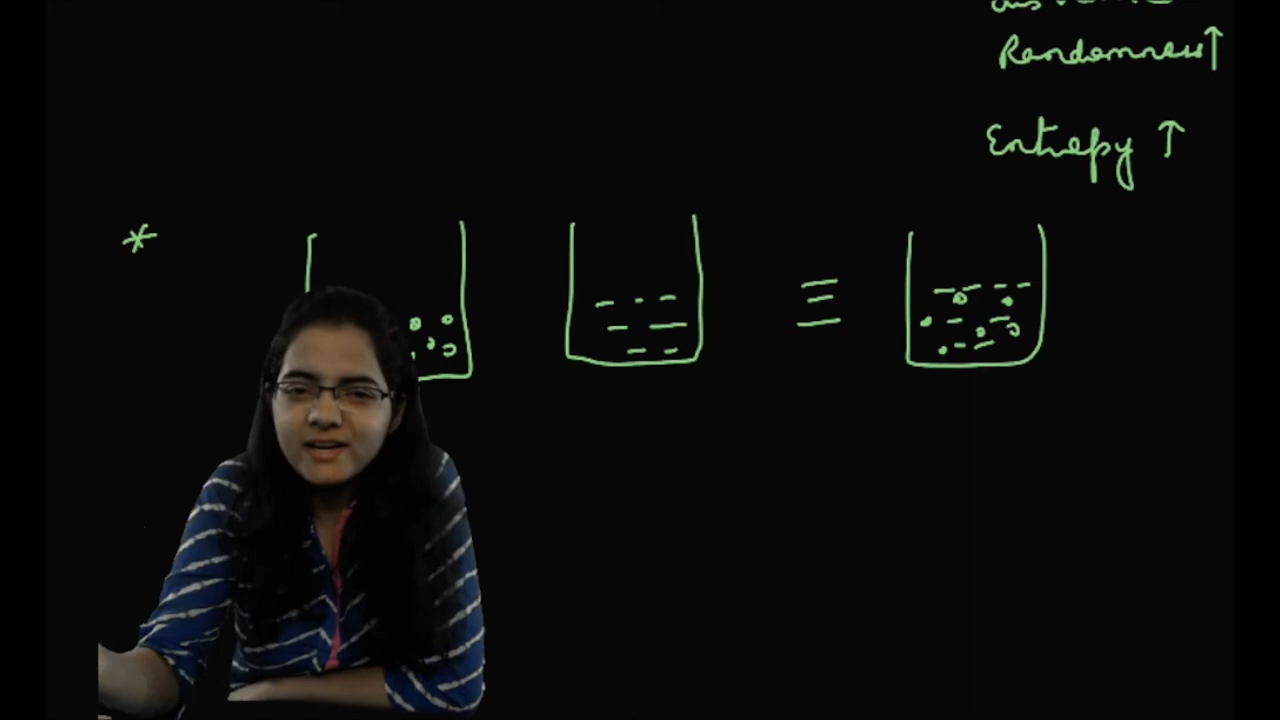 Randomness↑
Entropy ↑
*
≡